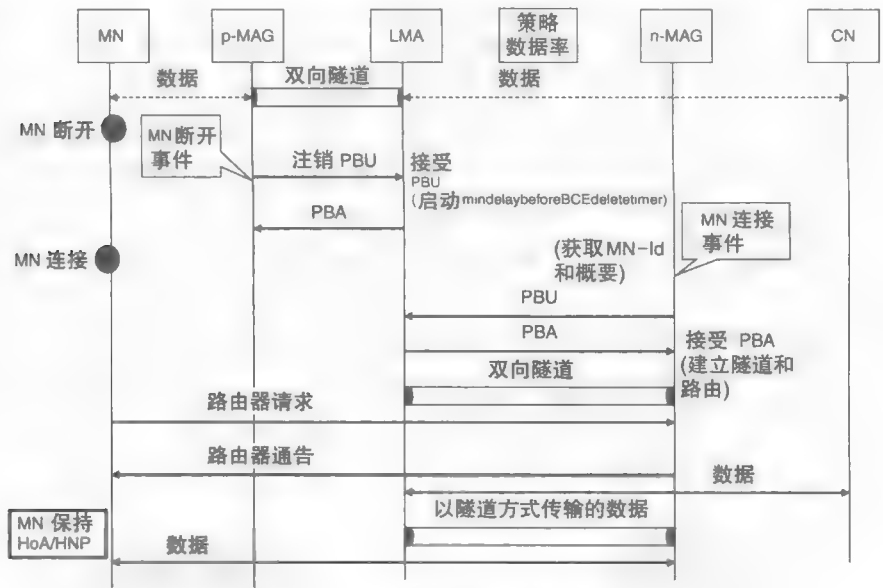 MN
p-MAG
LMA
策略
数据率
n-MAG
CN
数据
双向隧道
数据
MN 断开
MN 断开
事件
注销 PBU
接受
PBU
(启动mindelaybeforeBCEdeletetimer)
PBA
MN 连接
事件
MN 连接
(获取MN-Id
和概要)
PBU
PBA
接受 PBA
(建立隧道和
路由)
双向隧道
路由器请求
路由器通告
数据
以隧道方式传输的数据
MN 保持
HoA/HNP
数据